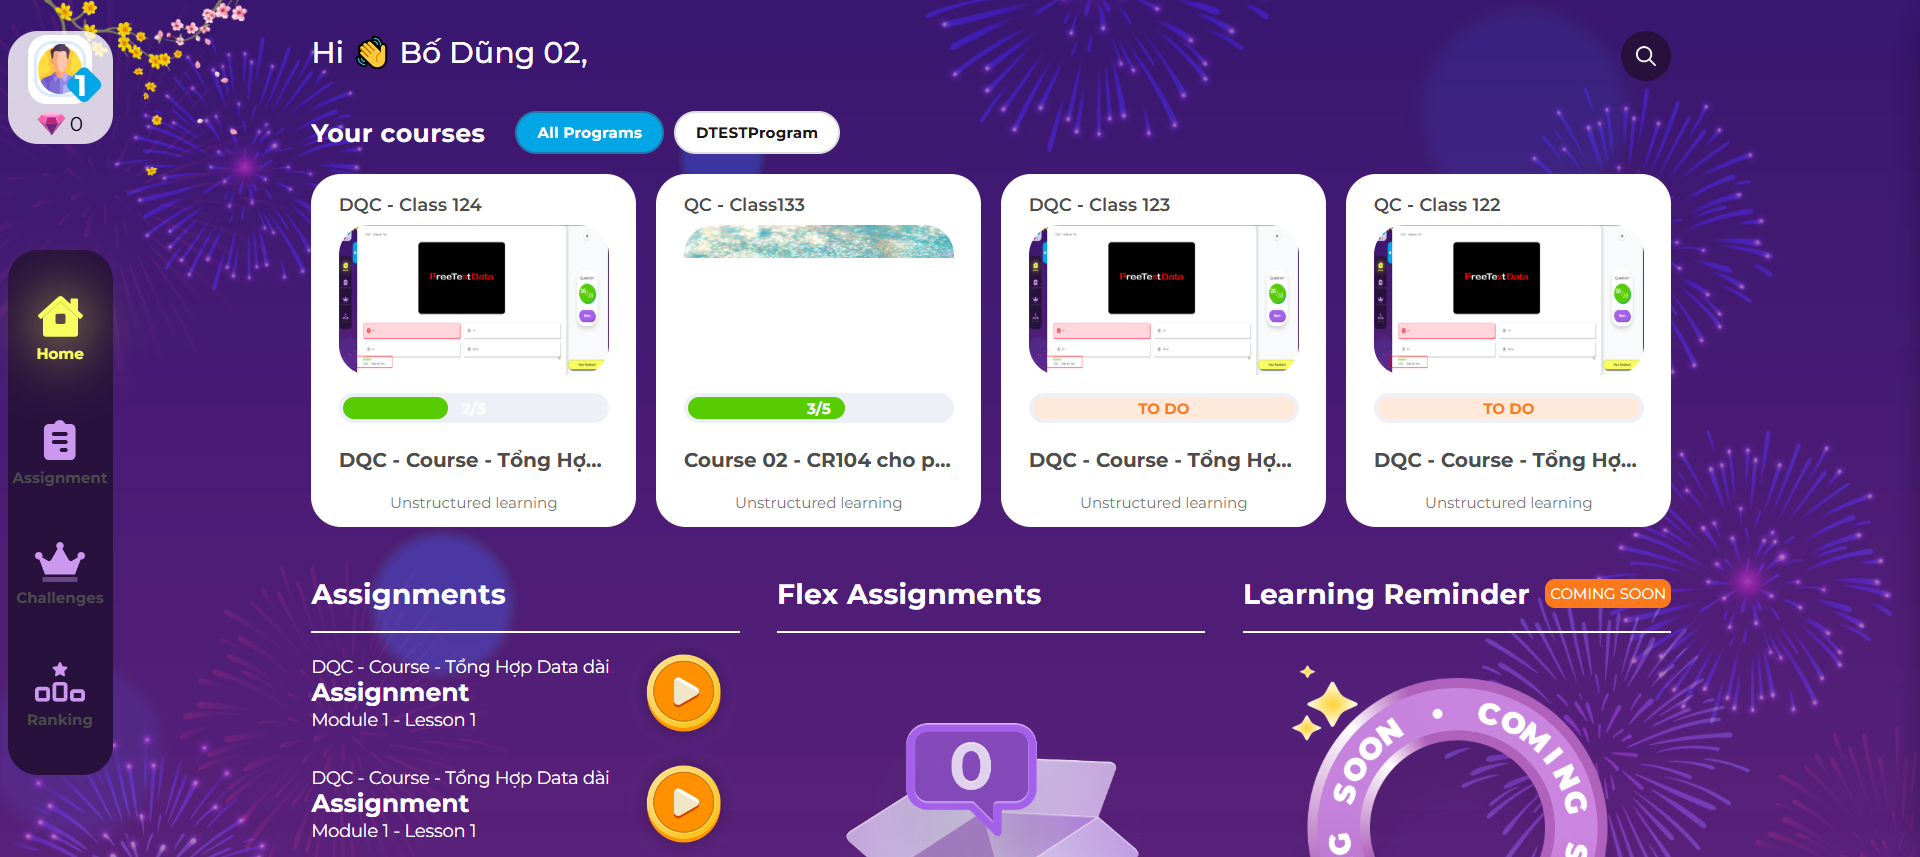 Hi 👋 Bố Dũng 02,
1
0
Your courses
All Programs
DTESTProgram
DQC - Class 124
FreeTestData
2/5
DQC - Course - Tổng Hợ...
Unstructured learning
QC - Class133
3/5
Course 02 - CR104 cho p...
Unstructured learning
DQC - Class 123
FreeTestData
TO DO
DQC - Course - Tổng Hợ...
Unstructured learning
QC - Class 122
FreeTestData
TO DO
DQC - Course - Tổng Hợ...
Unstructured learning
Home
Assignment
Challenges
Ranking
Assignments
DQC - Course - Tổng Hợp Data dài
Assignment
Module 1 - Lesson 1
DQC - Course - Tổng Hợp Data dài
Assignment
Module 1 - Lesson 1
Flex Assignments
0
Learning Reminder
COMING SOON
G SOON • COMING S